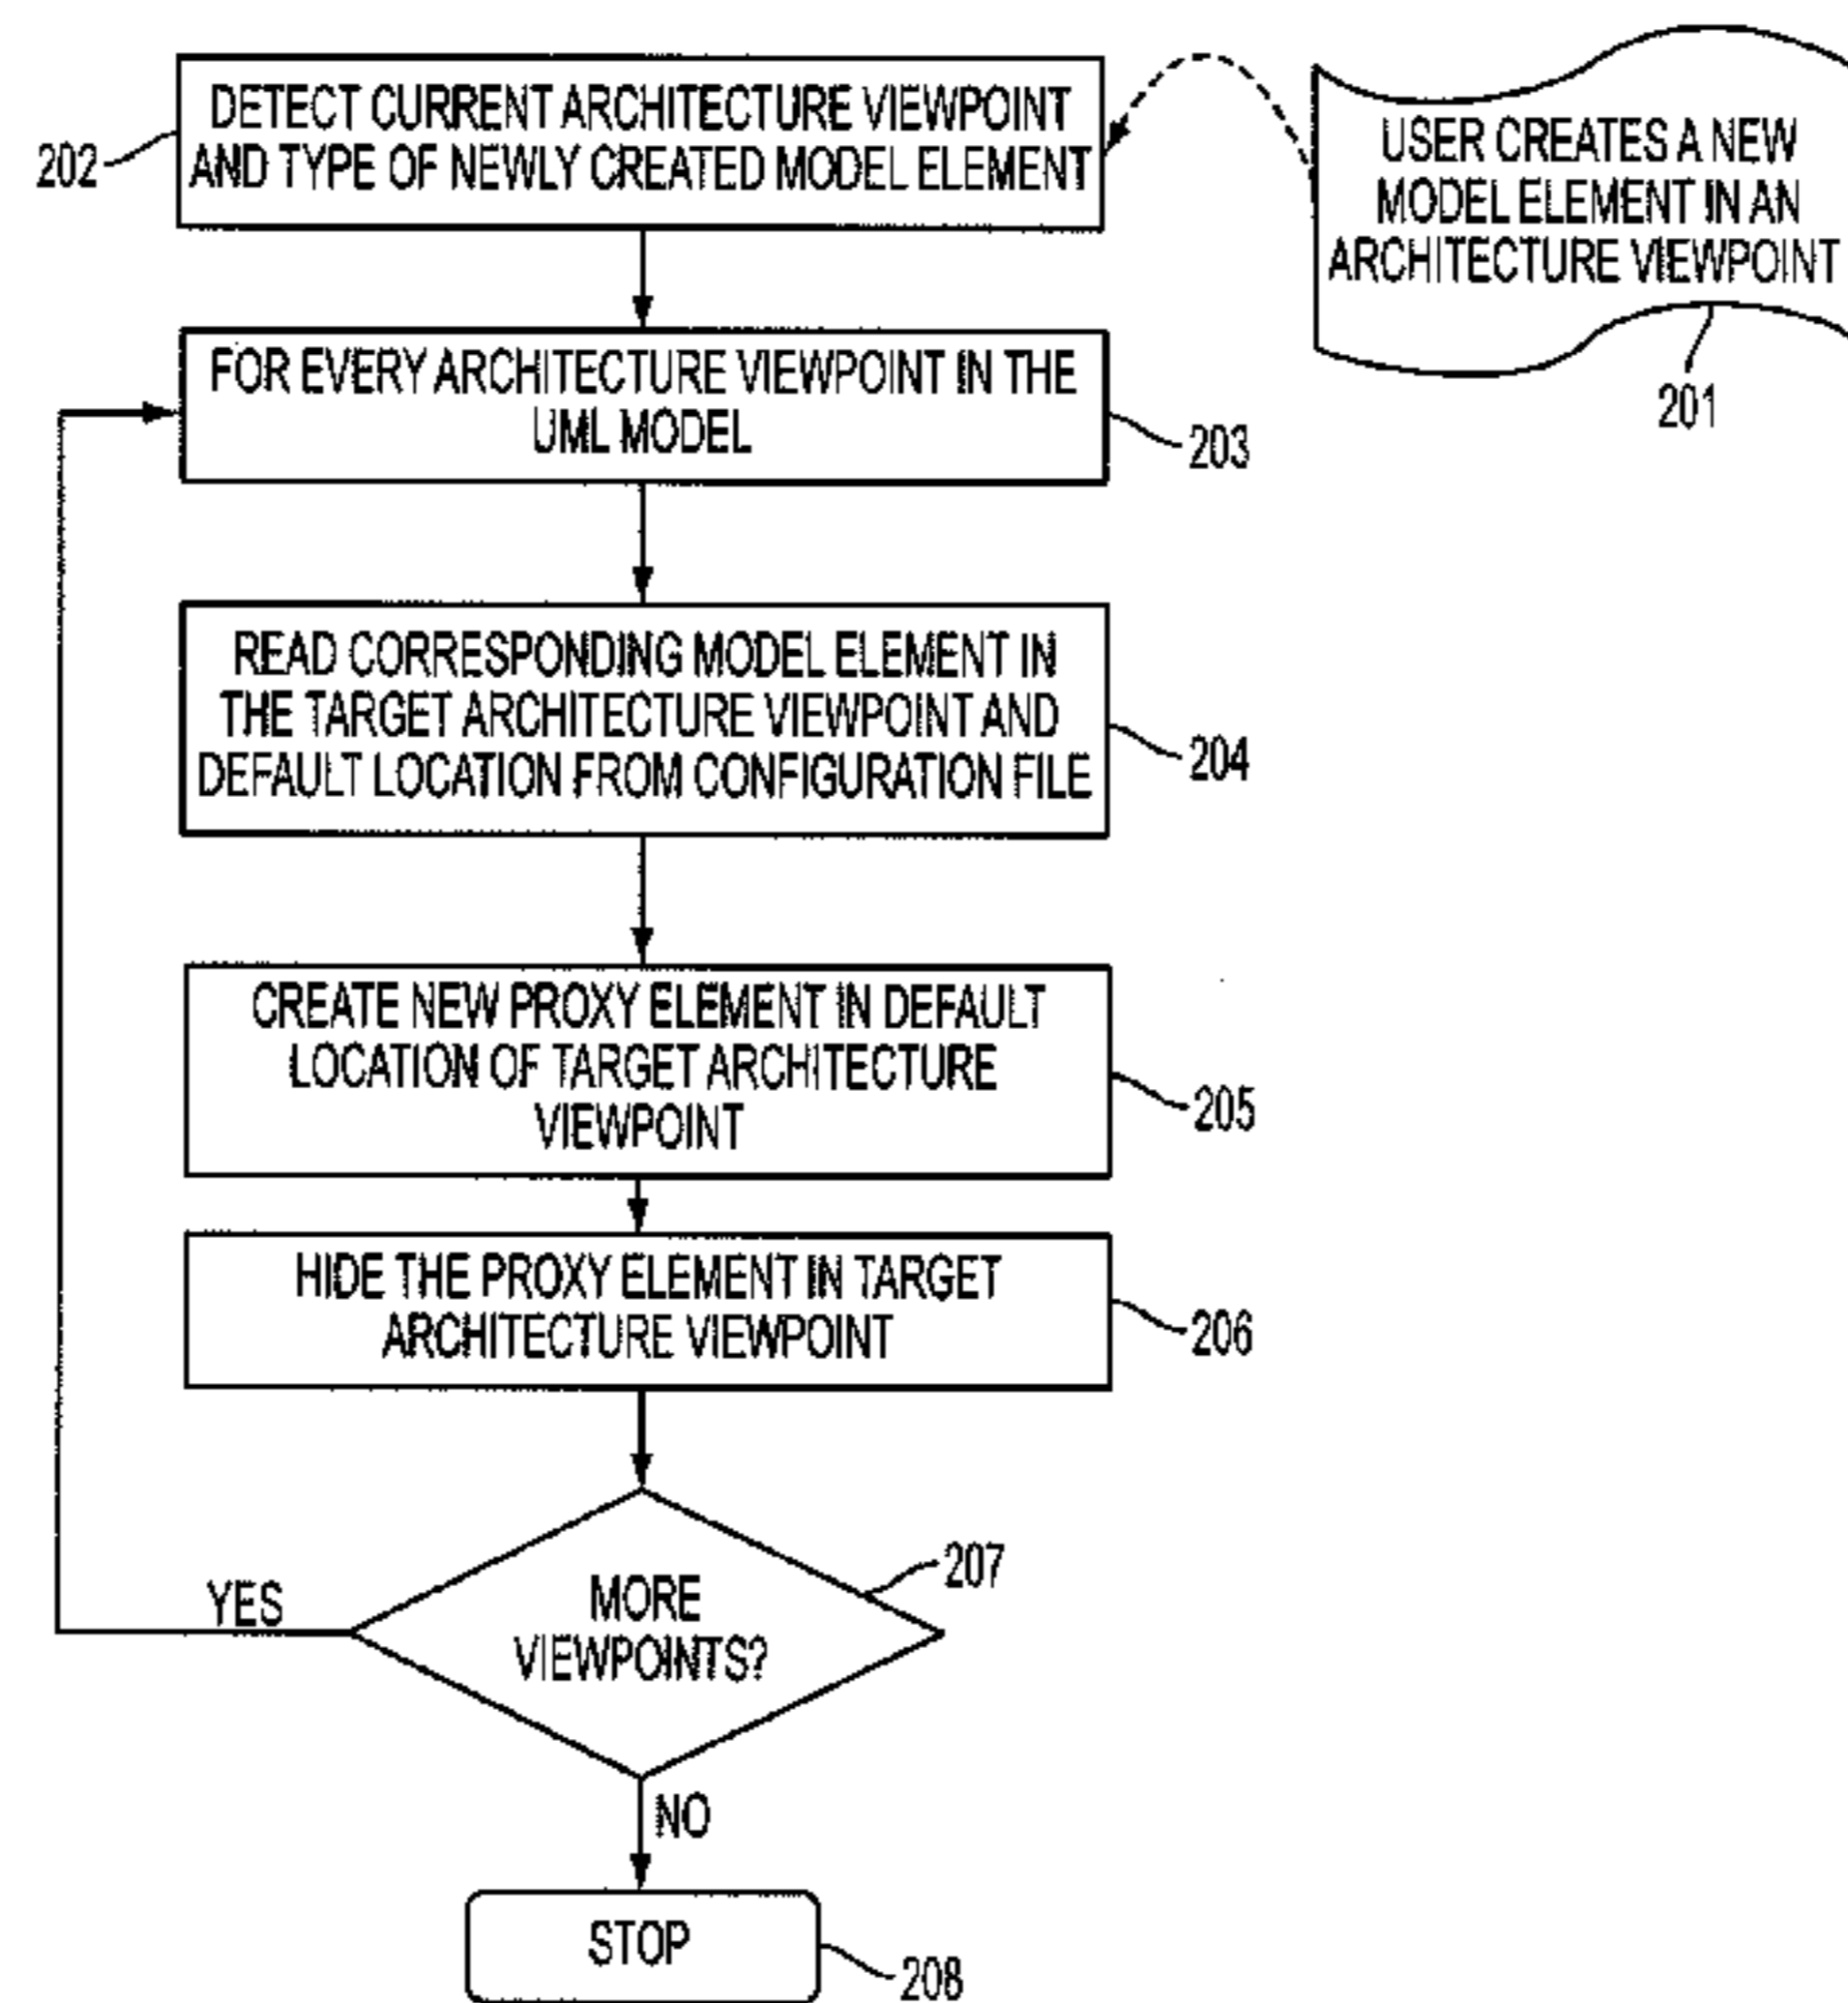 DETECT CURRENT ARCHITECTURE VIEWPOINT
AND TYPE OF NEWLY CREATED MODEL ELEMENT
202
USER CREATES A NEW
MODEL ELEMENT IN AN
ARCHITECTURE VIEWPOINT
201
FOR EVERY ARCHITECTURE VIEWPOINT IN THE
UML MODEL
203
READ CORRESPONDING MODEL ELEMENT IN
THE TARGET ARCHITECTURE VIEWPOINT AND
DEFAULT LOCATION FROM CONFIGURATION FILE
204
CREATE NEW PROXY ELEMENT IN DEFAULT
LOCATION OF TARGET ARCHITECTURE
VIEWPOINT
205
HIDE THE PROXY ELEMENT IN TARGET
ARCHITECTURE VIEWPOINT
206
MORE
VIEWPOINTS?
207
YES
NO
STOP
208